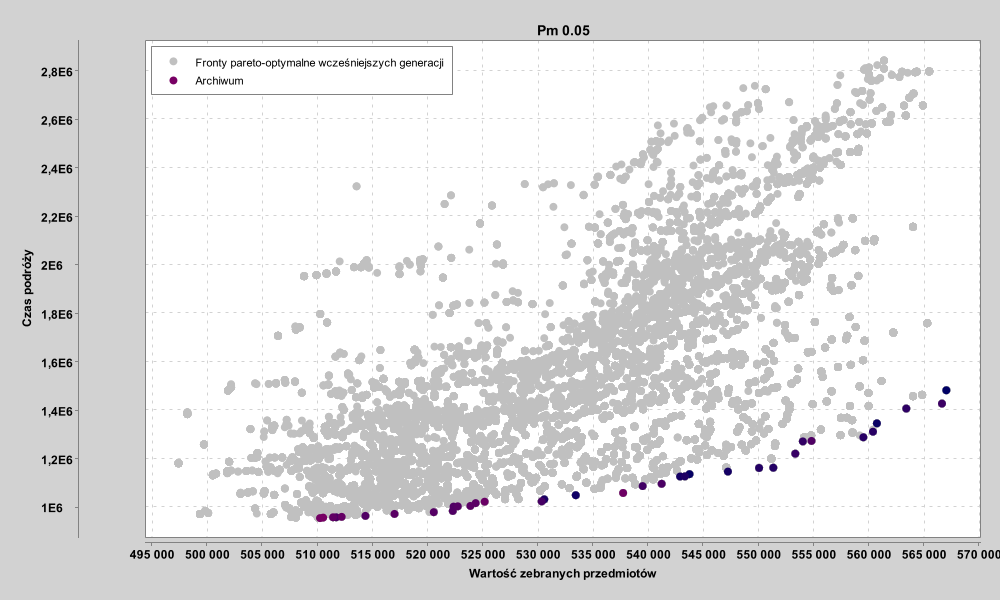 Pm 0.05
Fronty pareto-optymalne wcześniejszych generacji
Archiwum
2,8E6
2,6E6
2,4E6
2,2E6
2E6
1,8E6
1,6E6
1,4E6
1,2E6
1E6
Czas podróży
495 000 500 000 505 000 510 000 515 000 520 000 525 000 530 000 535 000 540 000 545 000 550 000 555 000 560 000 565 000 570 000
Wartość zebranych przedmiotów